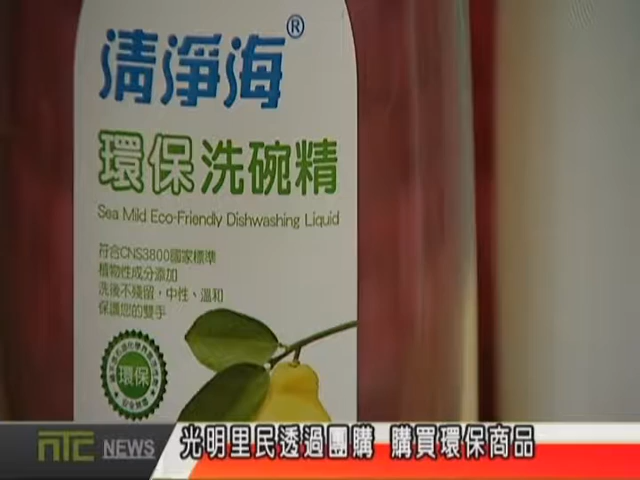 清淨海®
環保洗碗精
Sea Mild Eco-Friendly Dishwashing Liquid
符合CNS3800國家標準
植物性成分添加
洗後不殘留，中性、溫和
保護您的雙手
環保
NTC NEWS
光明里民透過團購 購買環保商品